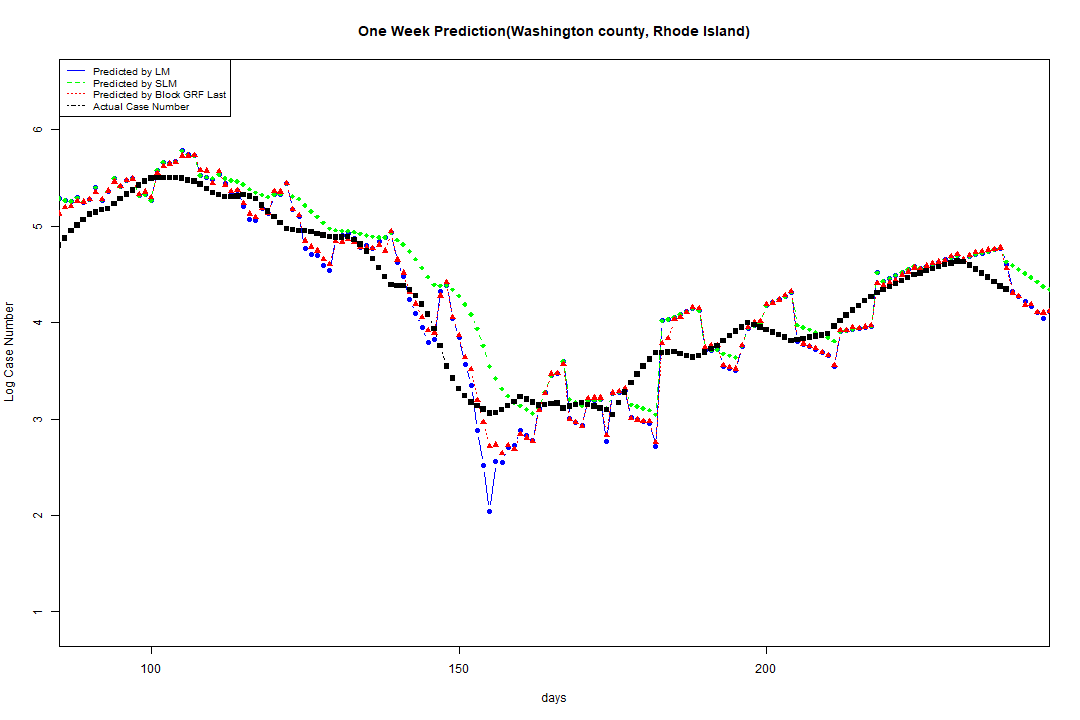 One Week Prediction(Washington county, Rhode Island)
Predicted by LM
Predicted by SLM
Predicted by Block GRF Last
Actual Case Number
6
5
4
3
2
1
Log Case Number
100 150 200
days